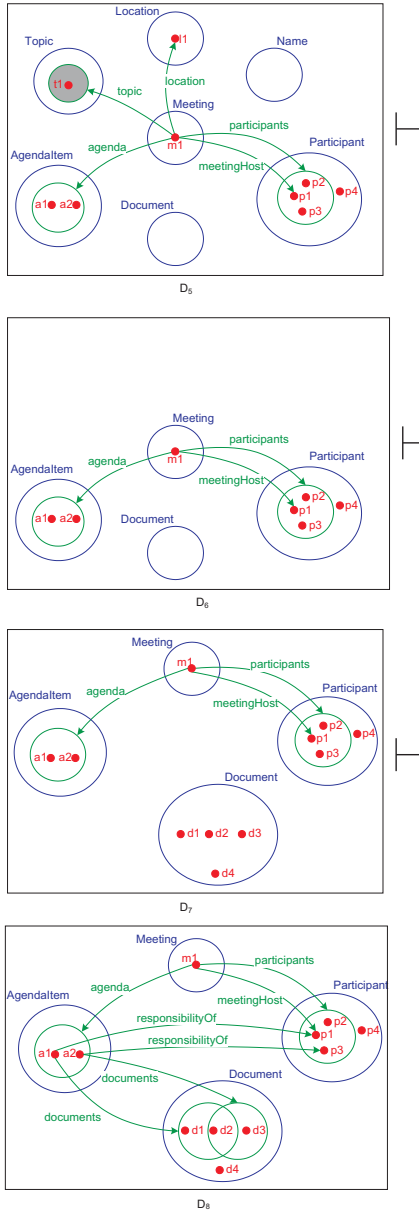 Location
Topic
Name
l1
t1
topic
location
Meeting
m1
participants
Participant
agenda
AgendaItem
meetingHost
p2
p1
p4
p3
a1
a2
Document
D5
Meeting
m1
participants
Participant
agenda
AgendaItem
meetingHost
p2
p1
p4
p3
a1
a2
Document
D6
Meeting
m1
participants
Participant
agenda
AgendaItem
meetingHost
p2
p1
p4
p3
a1
a2
Document
d1
d2
d3
d4
D7
Meeting
m1
participants
Participant
agenda
AgendaItem
meetingHost
responsibilityOf
p2
p1
p4
responsibilityOf
p3
a1
a2
documents
Document
documents
d1
d2
d3
d4
D8